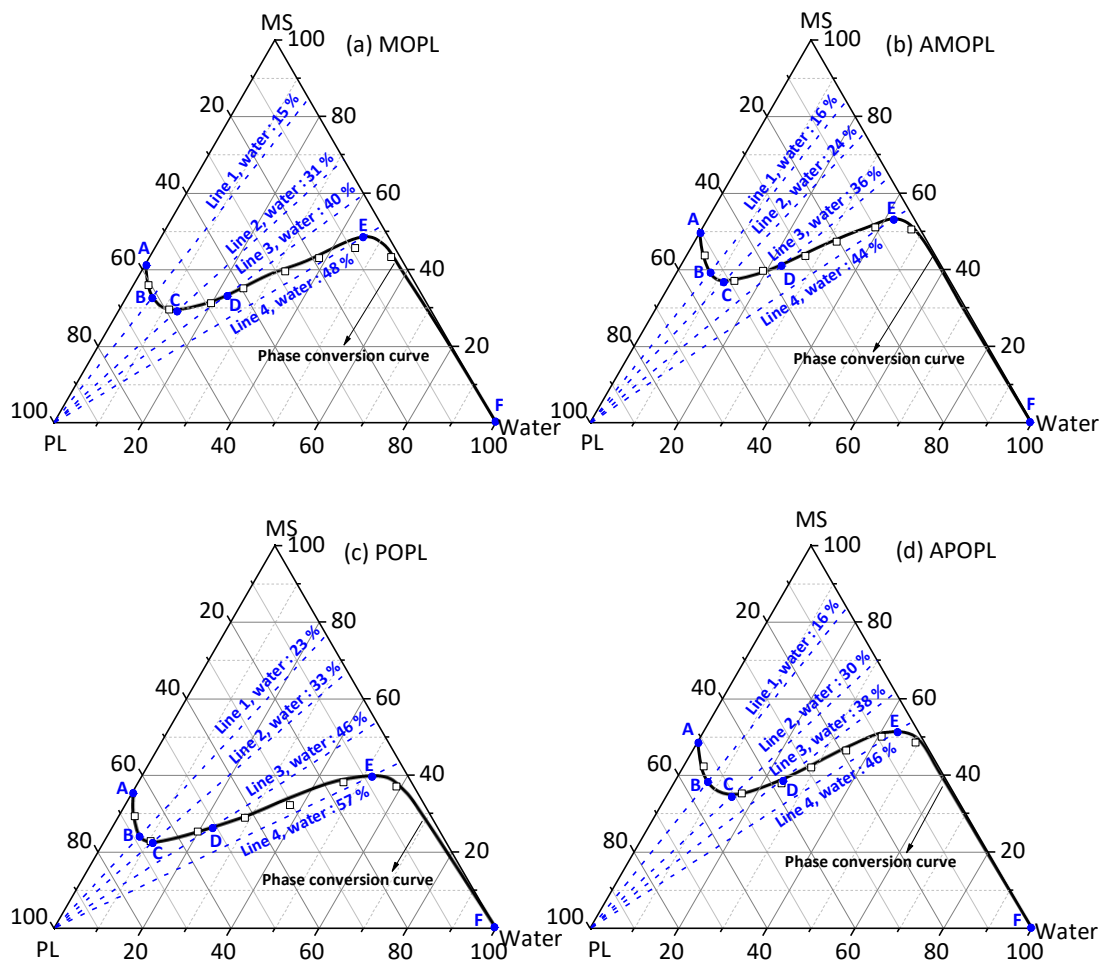 MS
100
(a) MOPL
20
80
Line 1, water : 15 %
Line 2, water : 31 %
40
60
Line 3, water : 40 %
A
E
60
40
B
C
D
Line 4, water : 48 %
80
20
Phase conversion curve
100
F
Water
PL
20
40
60
80
100
MS
100
(b) AMOPL
20
80
Line 1, water : 16 %
Line 2, water : 24 %
40
60
Line 3, water : 36 %
A
E
60
40
B
C
D
Line 4, water : 44 %
80
20
Phase conversion curve
100
F
Water
PL
20
40
60
80
100
MS
100
(c) POPL
20
80
Line 1, water : 23 %
Line 2, water : 33 %
40
60
Line 3, water : 46 %
A
60
E
40
B
C
D
Line 4, water : 57 %
80
20
Phase conversion curve
100
F
Water
PL
20
40
60
80
100
MS
100
(d) APOPL
20
80
Line 1, water : 16 %
Line 2, water : 30 %
40
60
Line 3, water : 38 %
A
E
60
40
B
C
D
Line 4, water : 46 %
80
20
Phase conversion curve
100
F
Water
PL
20
40
60
80
100